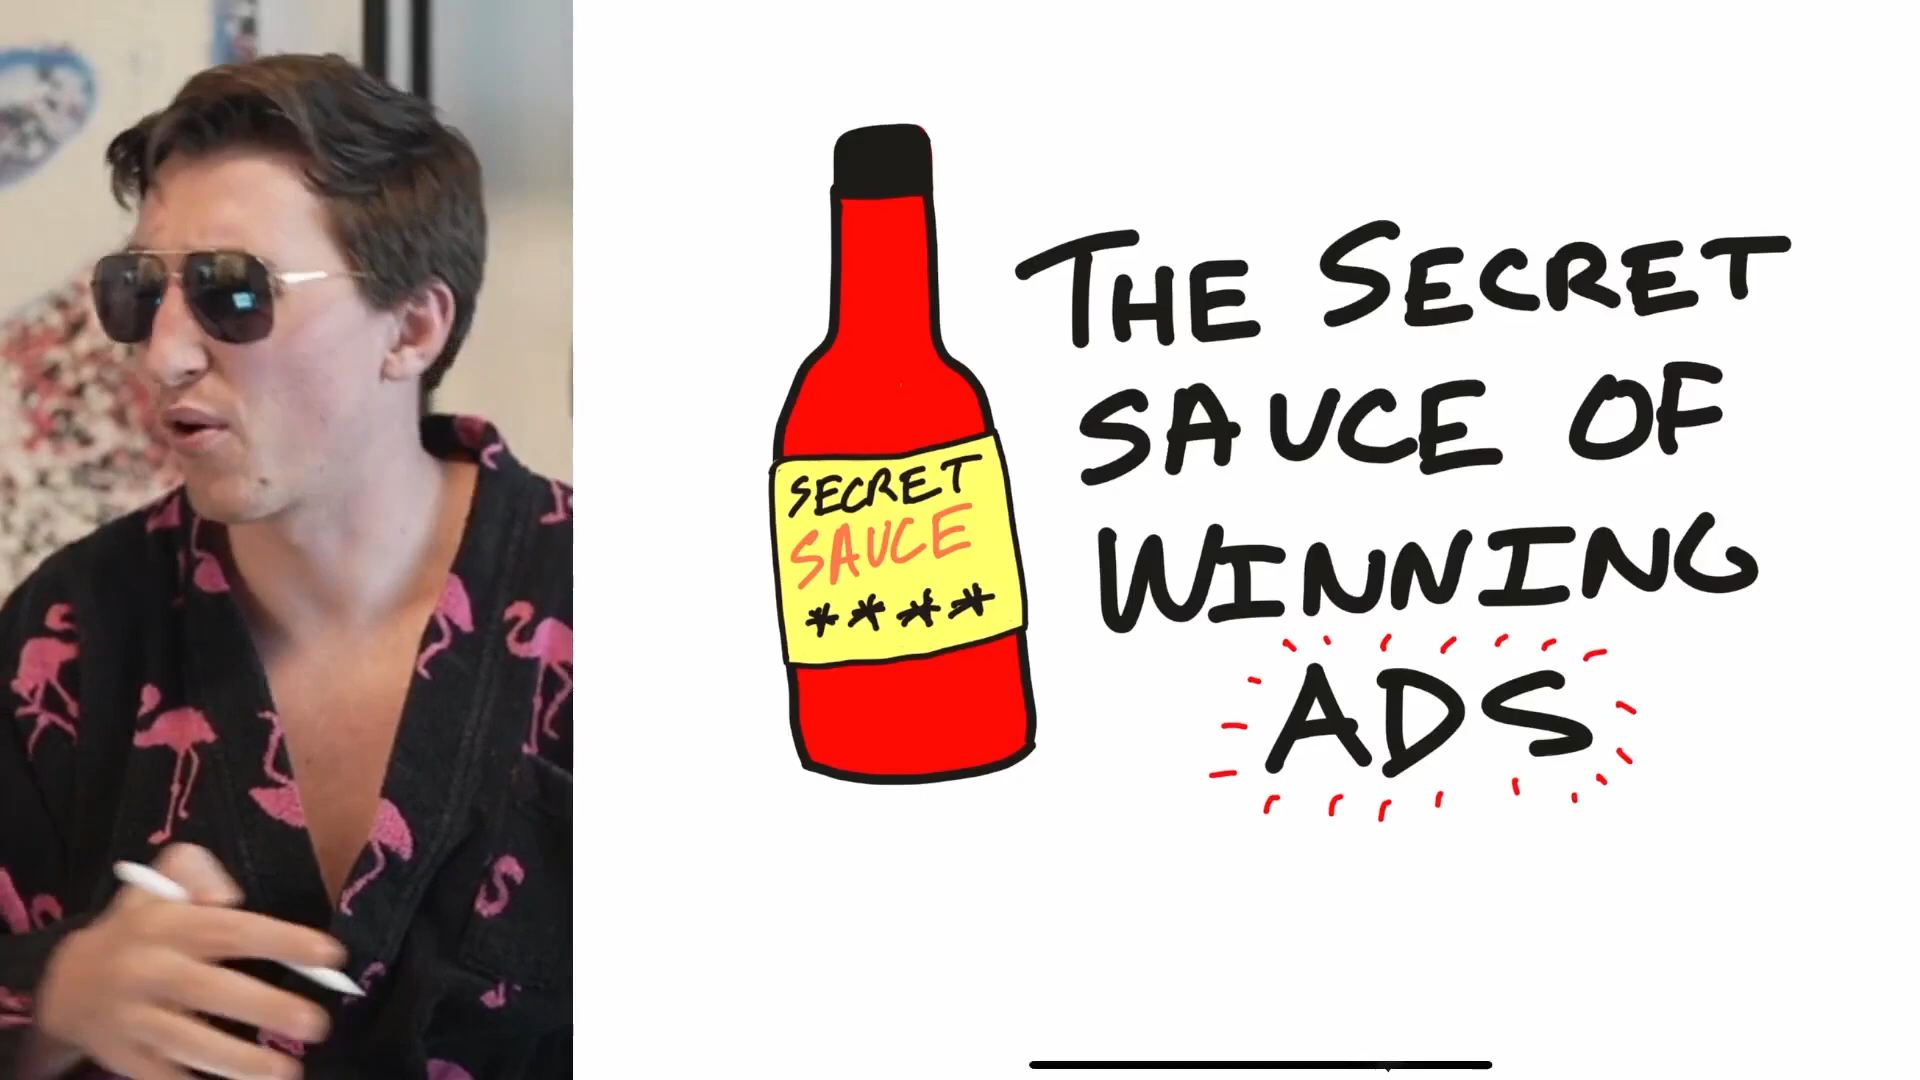 SECRET
SAUCE
****
THE SECRET
SAUCE OF
WINNING
ADS